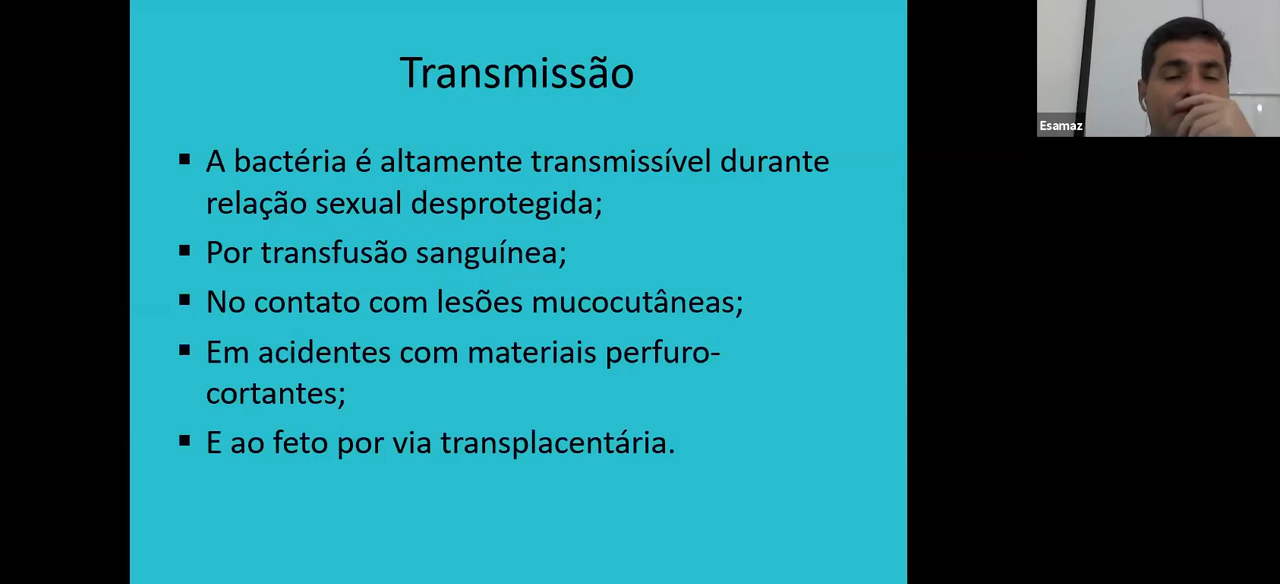 Transmissão
▪ A bactéria é altamente transmissível durante
relação sexual desprotegida;
▪ Por transfusão sanguínea;
▪ No contato com lesões mucocutâneas;
▪ Em acidentes com materiais perfuro-
cortantes;
▪ E ao feto por via transplacentária.
Esamaz